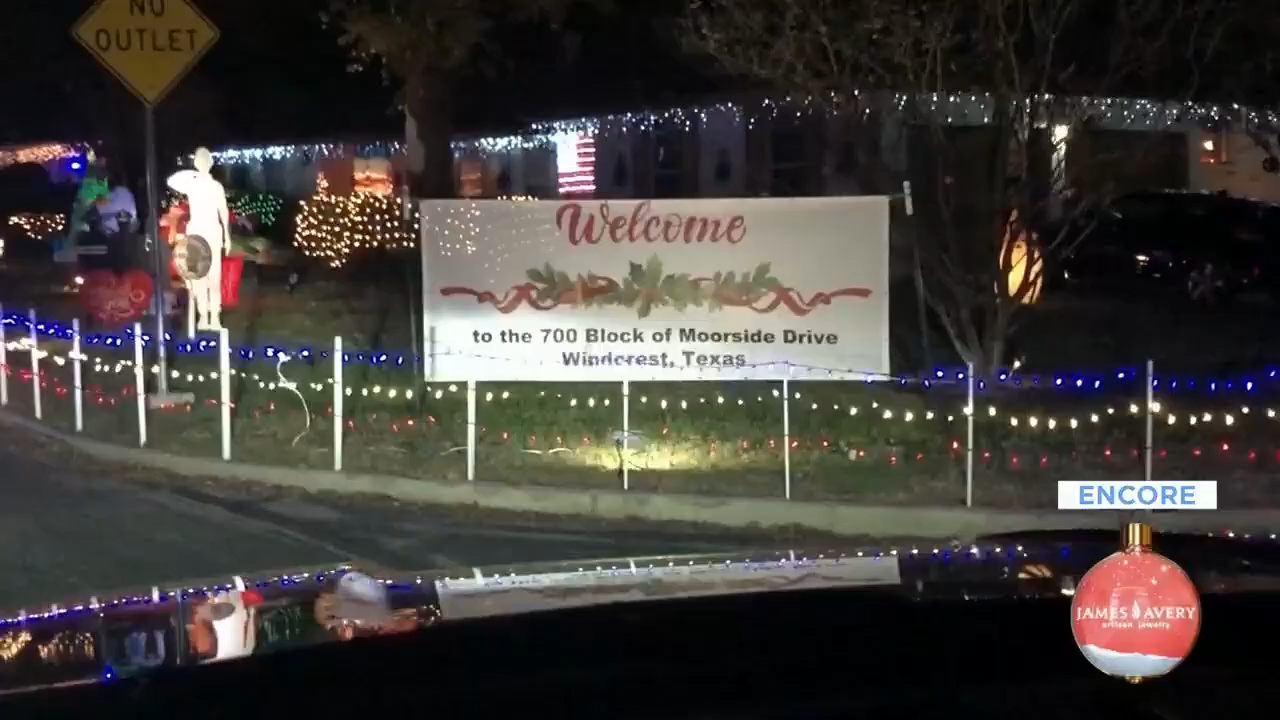 NO
OUTLET
Welcome
to the 700 Block of Moorside Drive
Windcrest, Texas
ENCORE
JAMES AVERY
artisan jewelry